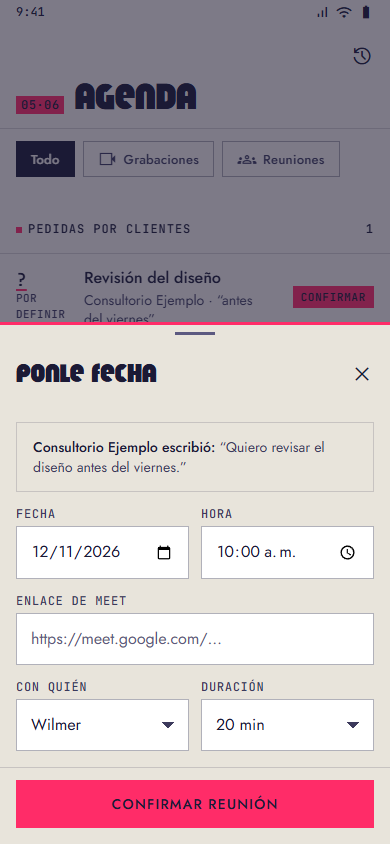 9:41
05·06 AGENDA
Todo Grabaciones Reuniones
PEDIDAS POR CLIENTES 1
? Revisión del diseño
POR DEFINIR
Consultorio Ejemplo · “antes del viernes”
CONFIRMAR
PONLE FECHA
Consultorio Ejemplo escribió: “Quiero revisar el
diseño antes del viernes.”
FECHA HORA
12/11/2026 10:00 a. m.
ENLACE DE MEET
https://meet.google.com/...
CON QUIÉN DURACIÓN
Wilmer 20 min
CONFIRMAR REUNIÓN